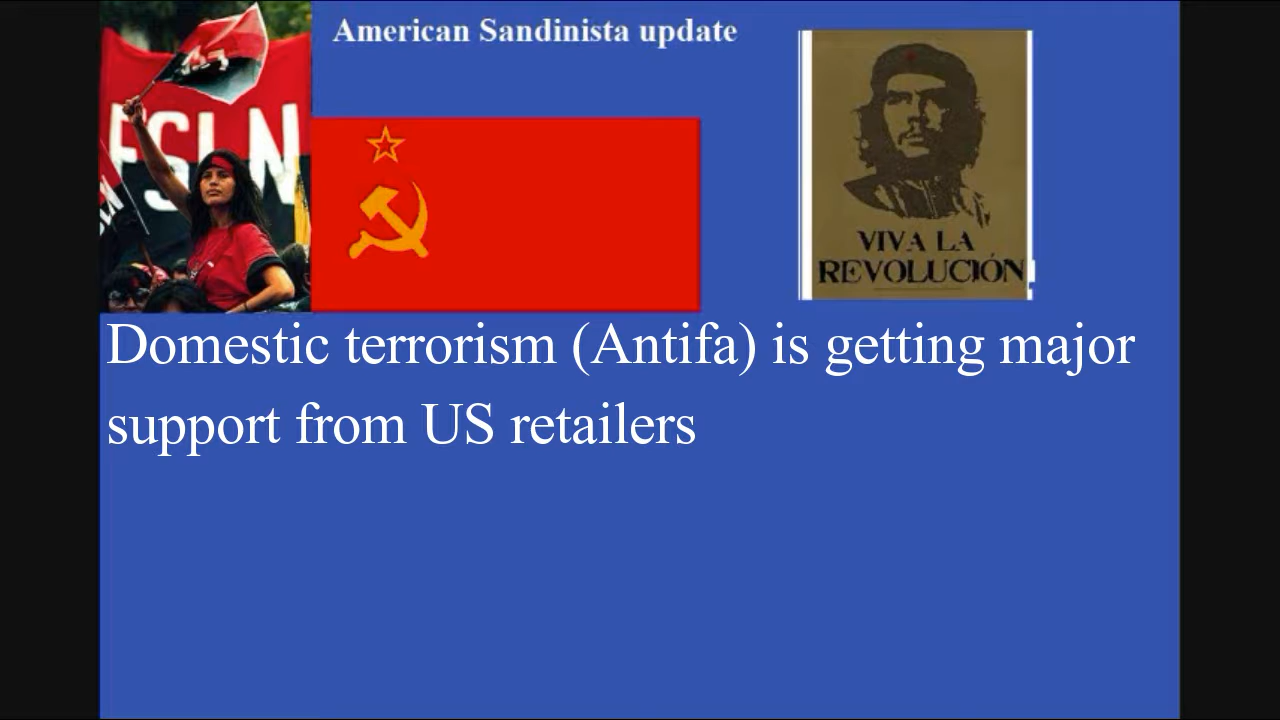 American Sandinista update
FSLN
VIVA LA
REVOLUCIÓN
Domestic terrorism (Antifa) is getting major
support from US retailers